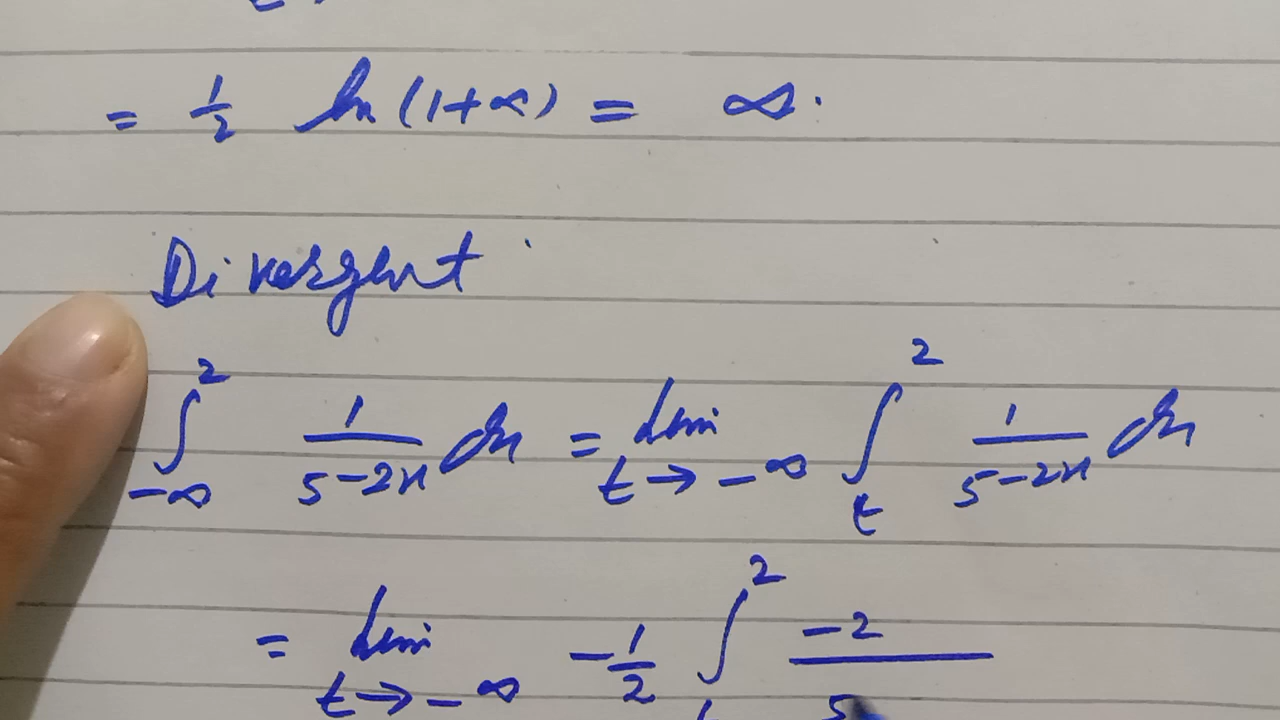 = 1/2 ln(1+∞) = ∞.
Divergent
∫_{-∞}^{2} 1/(5-2x) dx = lim_{t→-∞} ∫_{t}^{2} 1/(5-2x) dx
= lim_{t→-∞} -1/2 ∫_{t}^{2} -2/5